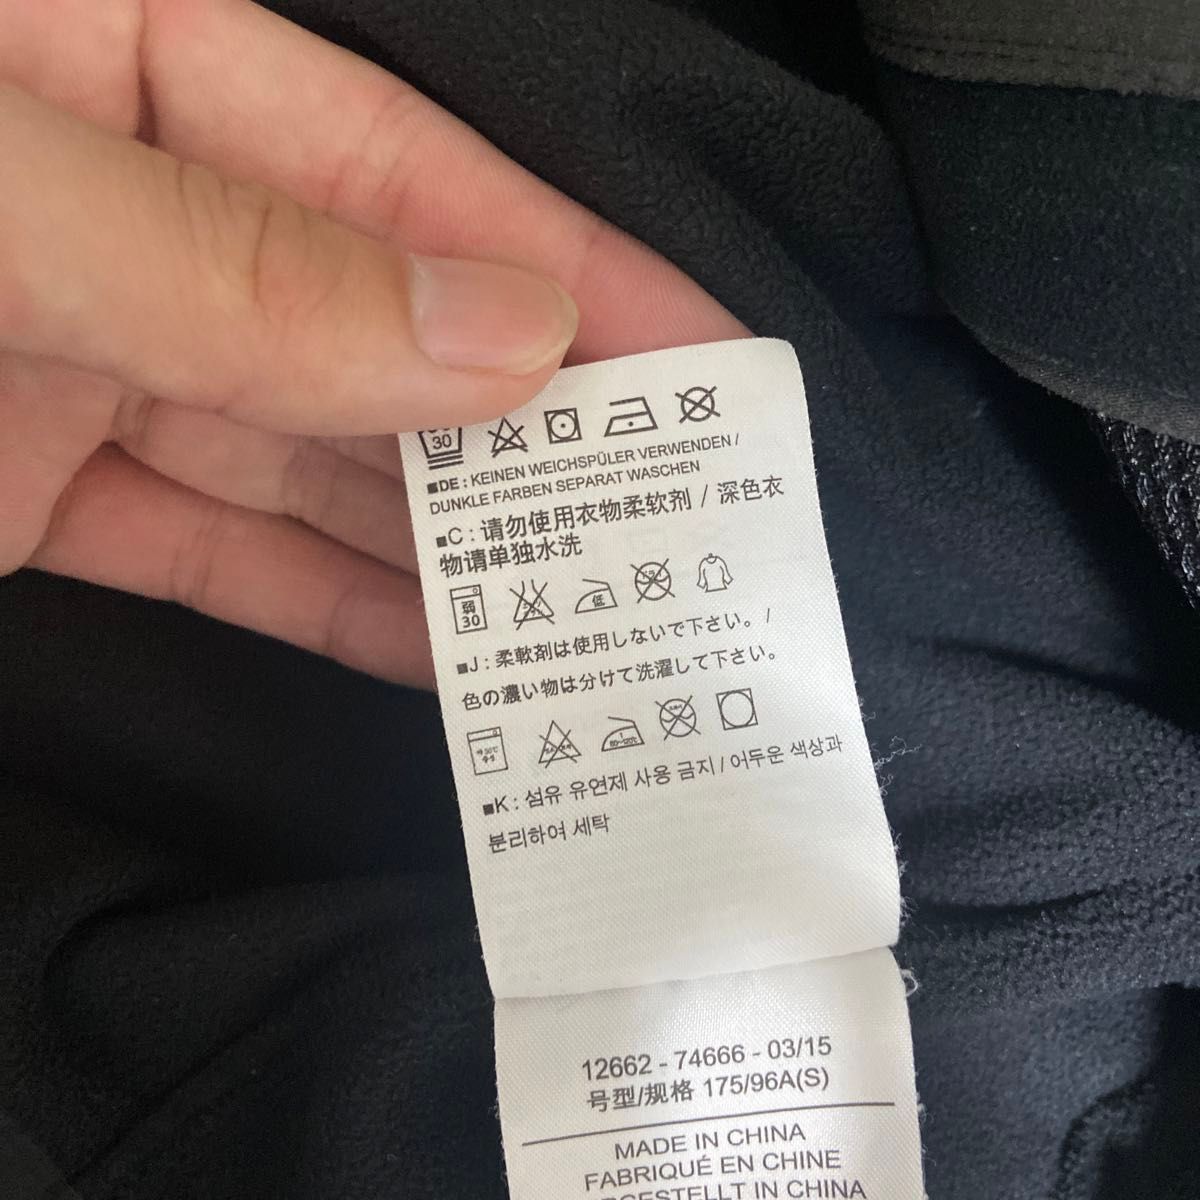 30
■DE : KEINEN WEICHSPÜLER VERWENDEN /
DUNKLE FARBEN SEPARAT WASCHEN
■C : 请勿使用衣物柔软剂 / 深色衣
物请单独水洗
弱
30
低
■J : 柔軟剤は使用しないで下さい。 /
色の濃い物は分けて洗濯して下さい。
■K : 섬유 유연제 사용 금지 / 어두운 색상과
분리하여 세탁
12662 - 74666 - 03/15
号型/规格 175/96A(S)
MADE IN CHINA
FABRIQUÉ EN CHINE
IN CHINA